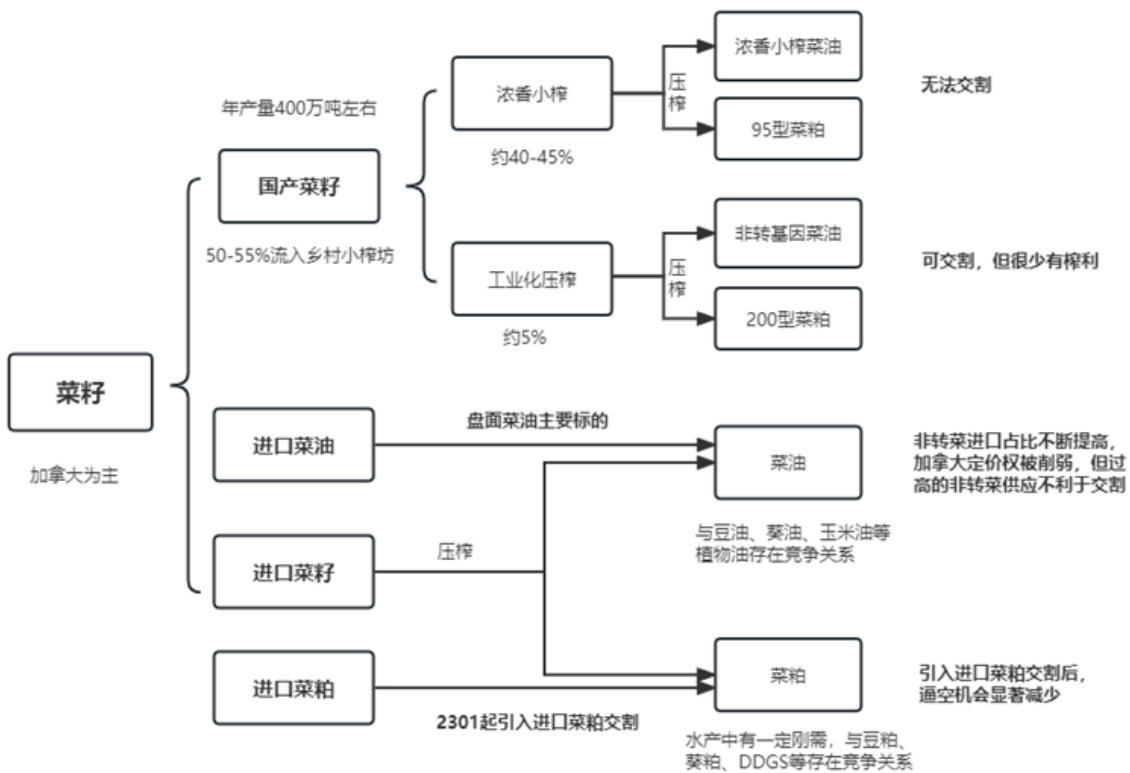 浓香小榨菜油
年产量400万吨左右
浓香小榨
压
榨
无法交割
95型菜粕
约40-45%
国产菜籽
50-55%流入乡村小榨坊
非转基因菜油
工业化压榨
压
榨
可交割，但很少有榨利
200型菜粕
约5%
菜籽
加拿大为主
进口菜油
盘面菜油主要标的
菜油
非转菜进口占比不断提高，
加拿大定价权被削弱，但过
高的非转菜供应不利于交割
与豆油、葵油、玉米油等
植物油存在竞争关系
进口菜籽
压榨
进口菜粕
2301起引入进口菜粕交割
菜粕
引入进口菜粕交割后，
逼空机会显著减少
水产中有一定刚需，与豆粕、
葵粕、DDGS等存在竞争关系